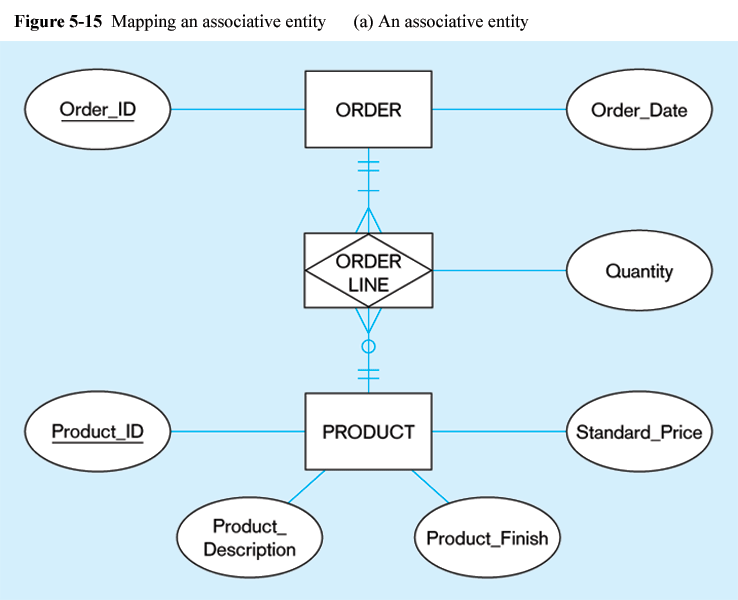 Figure 5-15 Mapping an associative entity (a) An associative entity
Order_ID
ORDER
Order_Date
ORDER
LINE
Quantity
Product_ID
PRODUCT
Standard_Price
Product_
Description
Product_Finish